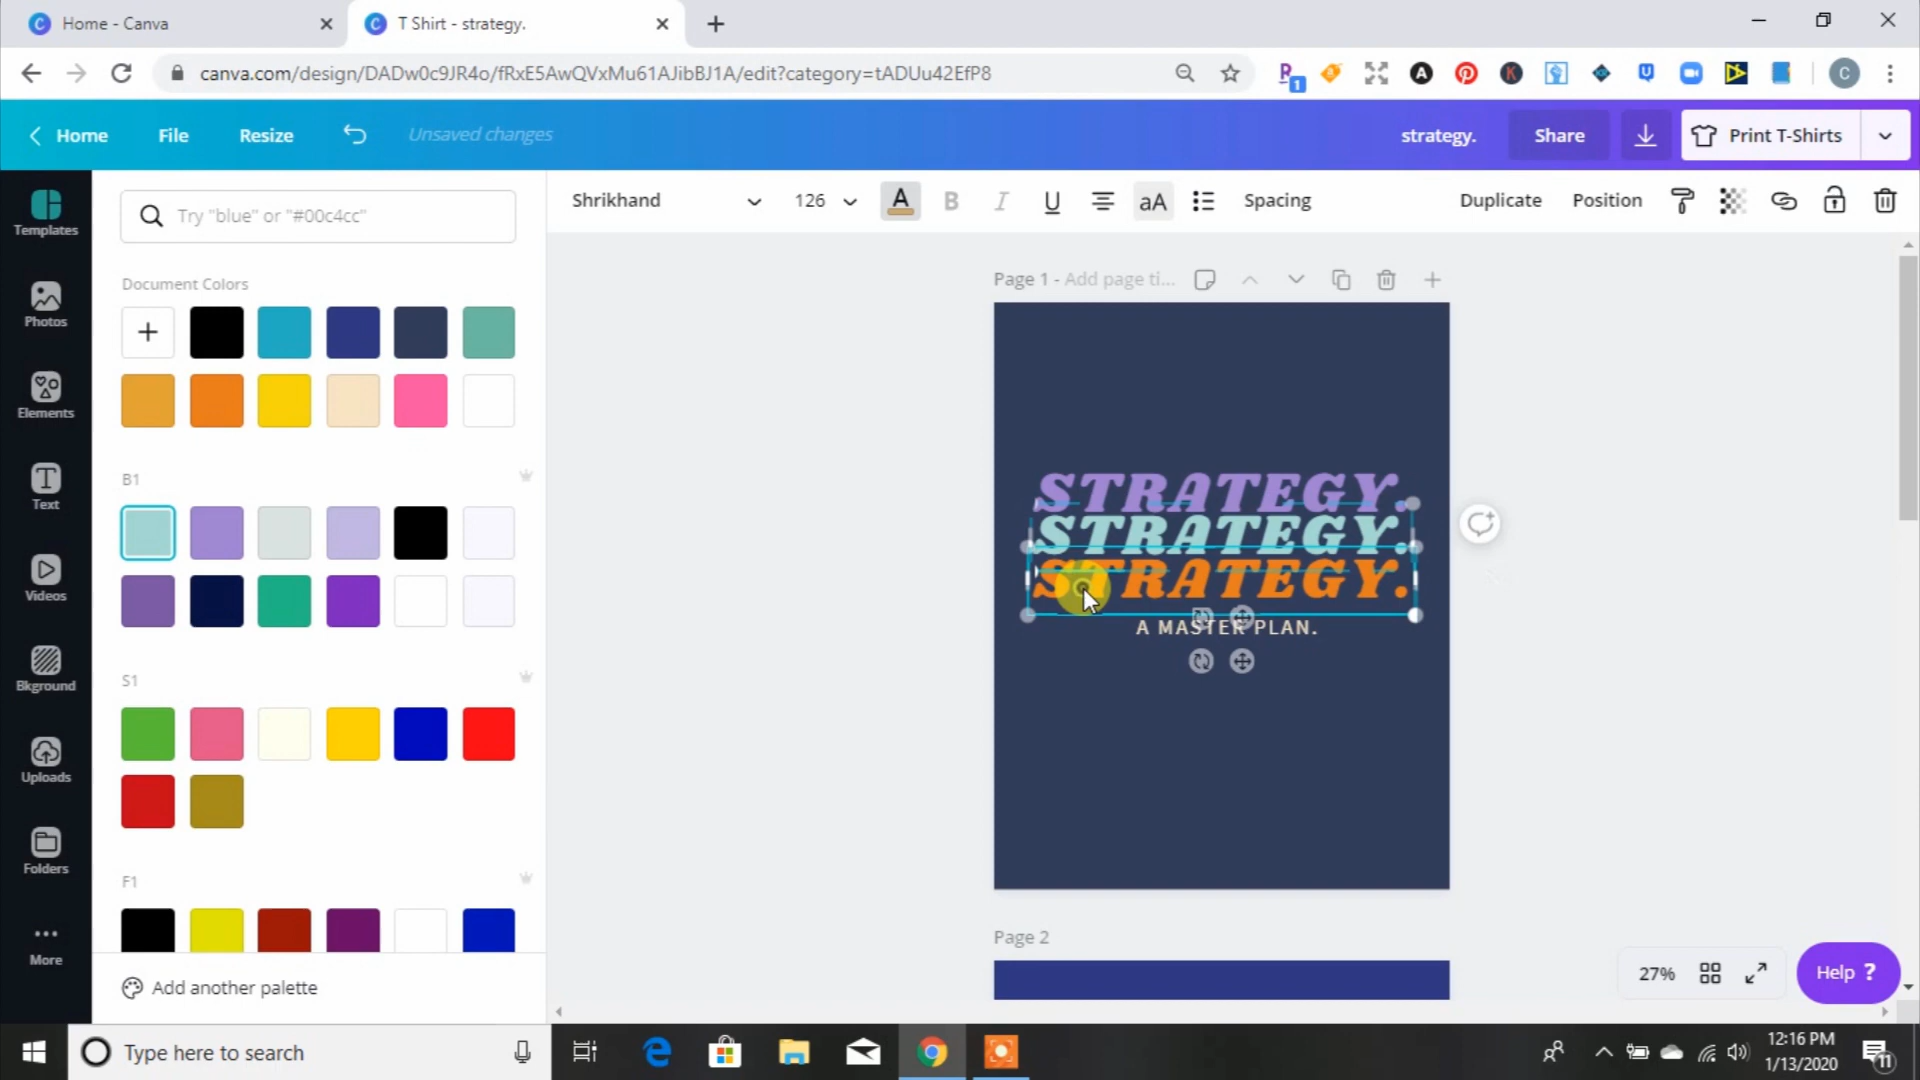 Home - Canva
T Shirt - strategy.
canva.com/design/DADw0c9JR4o/fRxE5AwQVxMu61AJibBJ1A/edit?category=tADUu42EfP8
Home
File
Resize
Unsaved changes
strategy.
Share
Print T-Shirts
Templates
Photos
Elements
Text
Videos
Bkground
Uploads
Folders
More
Try "blue" or "#00c4cc"
Document Colors
B1
S1
F1
Add another palette
Shrikhand
126
A
B
I
U
aA
Spacing
Duplicate
Position
Page 1 - Add page ti...
STRATEGY.
STRATEGY.
STRATEGY.
A MASTER PLAN.
Page 2
27%
Help ?
Type here to search
12:16 PM
1/13/2020
11